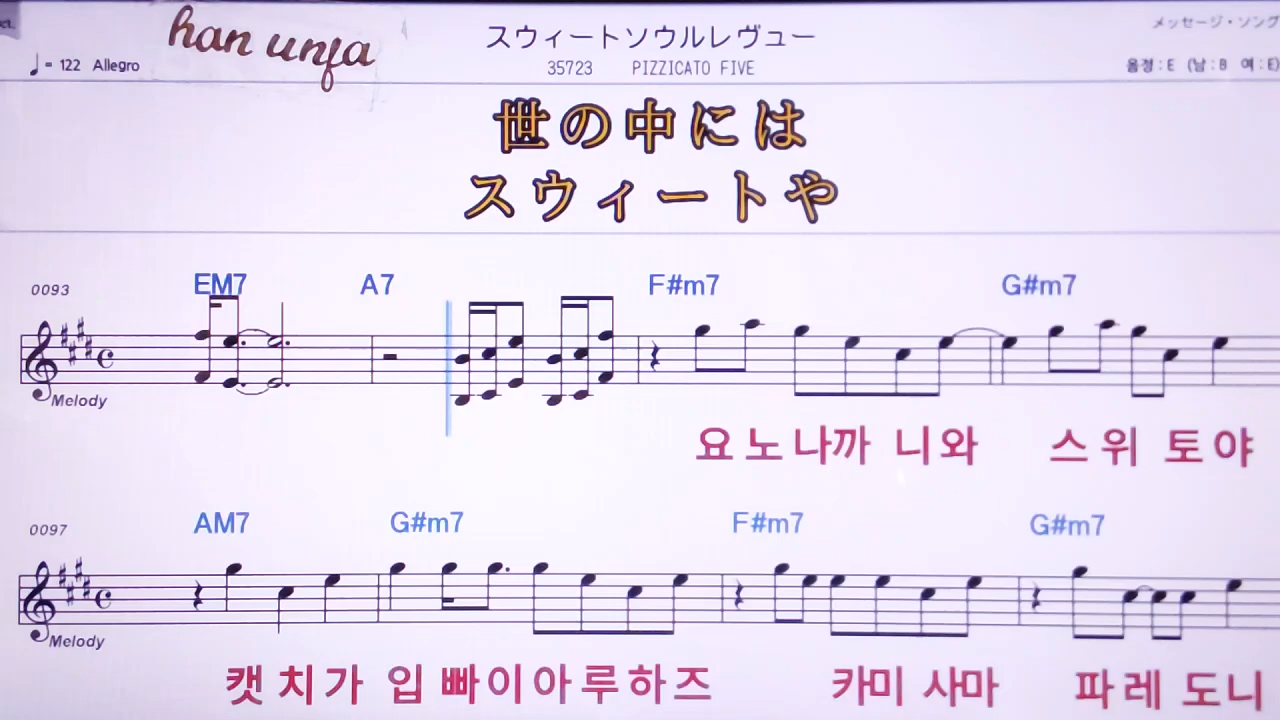 han unja
スウィートソウルレヴュー
メッセージ・ソング
♩= 122 Allegro
35723 PIZZICATO FIVE
음정 : E (남 : B 여 : E)
世の中には
スウィートや
0093 EM7 A7 F#m7 G#m7
Melody
요 노 나까 니와 스 위 토 야
0097 AM7 G#m7 F#m7 G#m7
Melody
캣 치가 입 빠이아루하즈 카미 사마 파레 도니